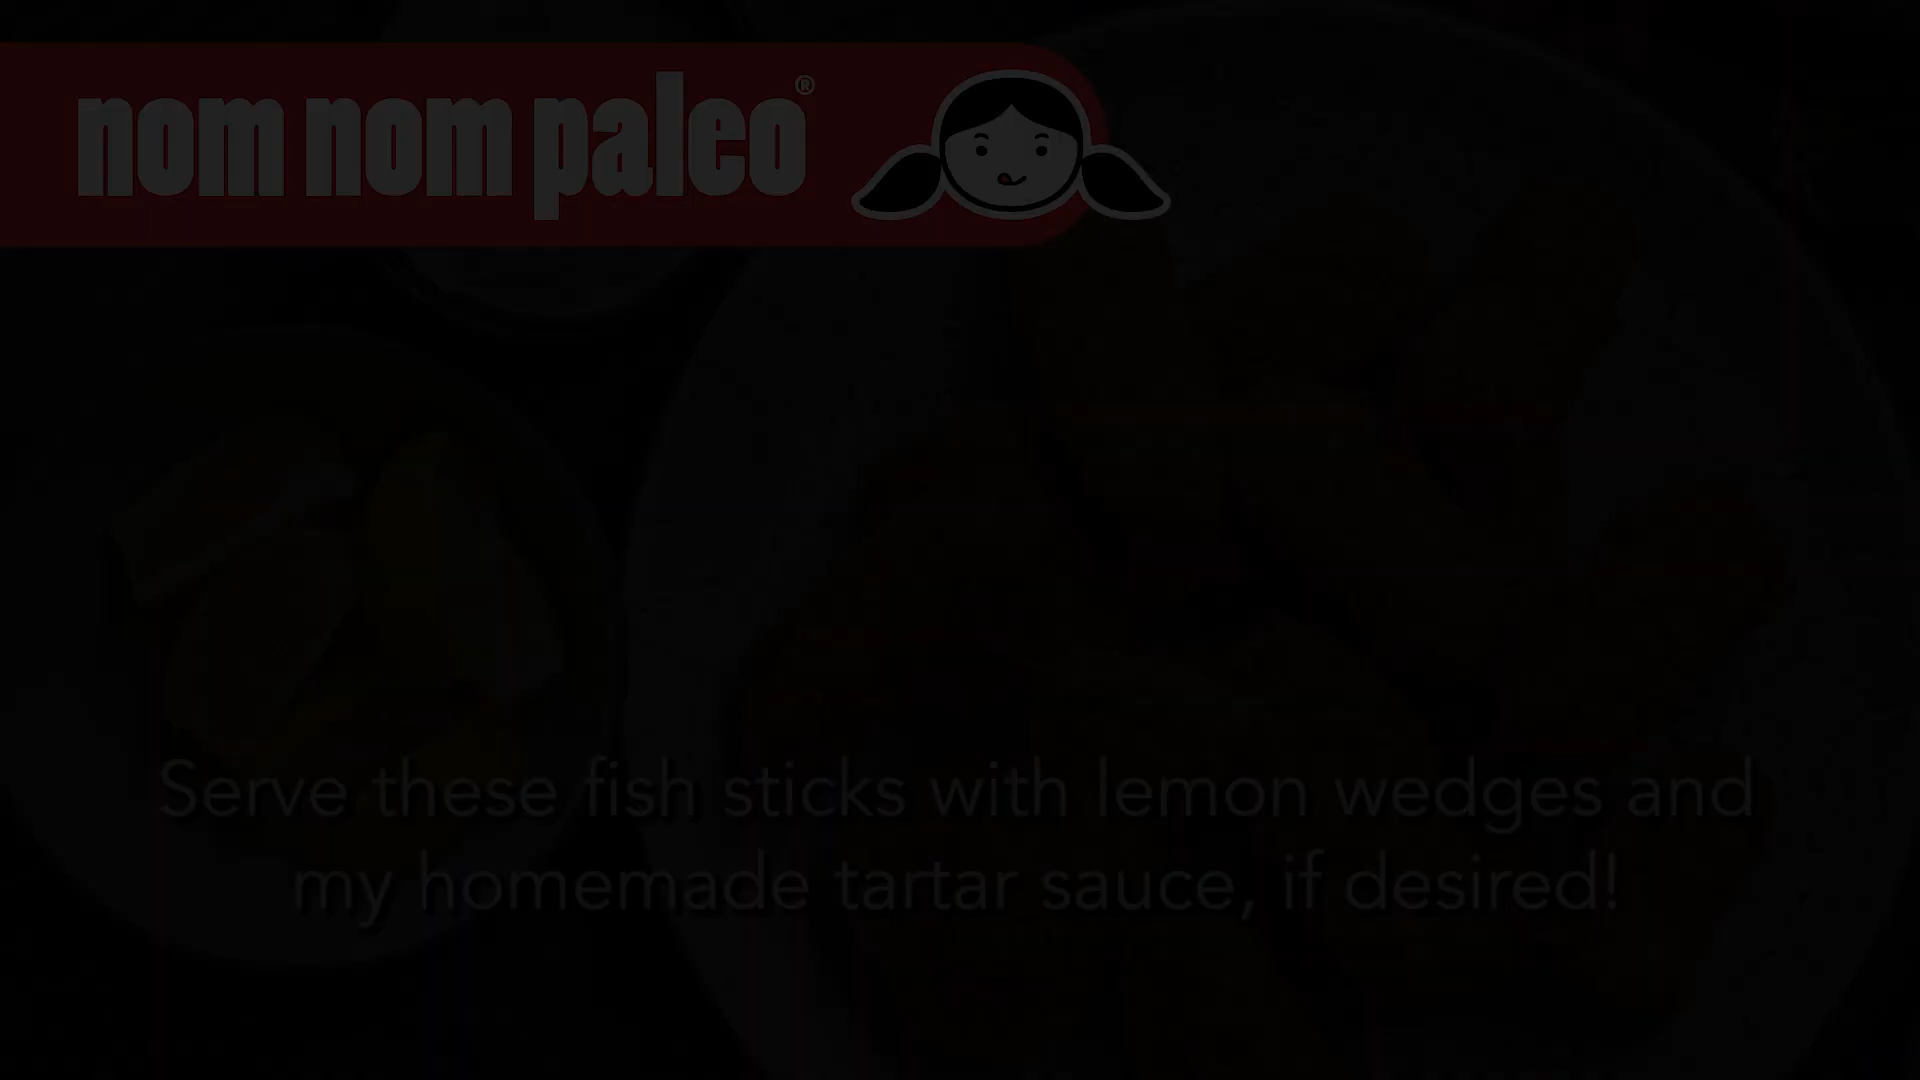 nom nom paleo®
Serve these fish sticks with lemon wedges and
my homemade tartar sauce, if desired!